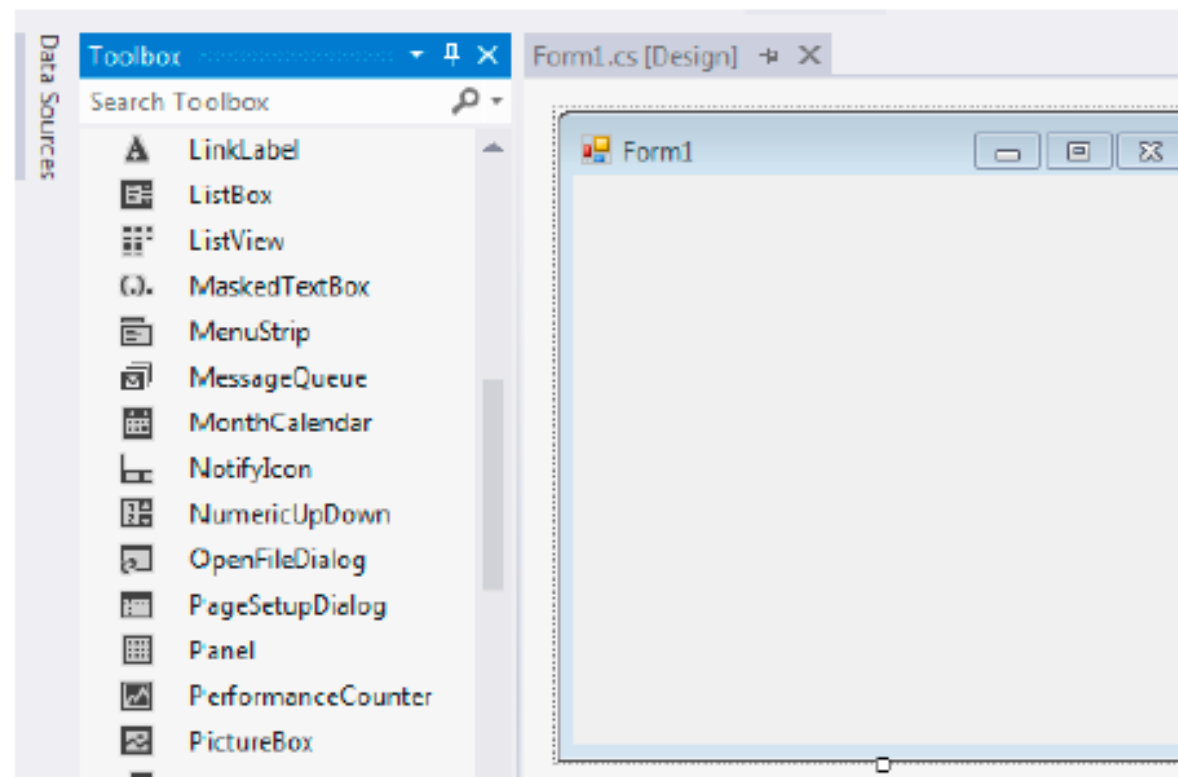 Data Sources
Toolbox
Search Toolbox
LinkLabel
ListBox
ListView
MaskedTextBox
MenuStrip
MessageQueue
MonthCalendar
NotifyIcon
NumericUpDown
OpenFileDialog
PageSetupDialog
Panel
PerformanceCounter
PictureBox
Form1.cs [Design]
Form1